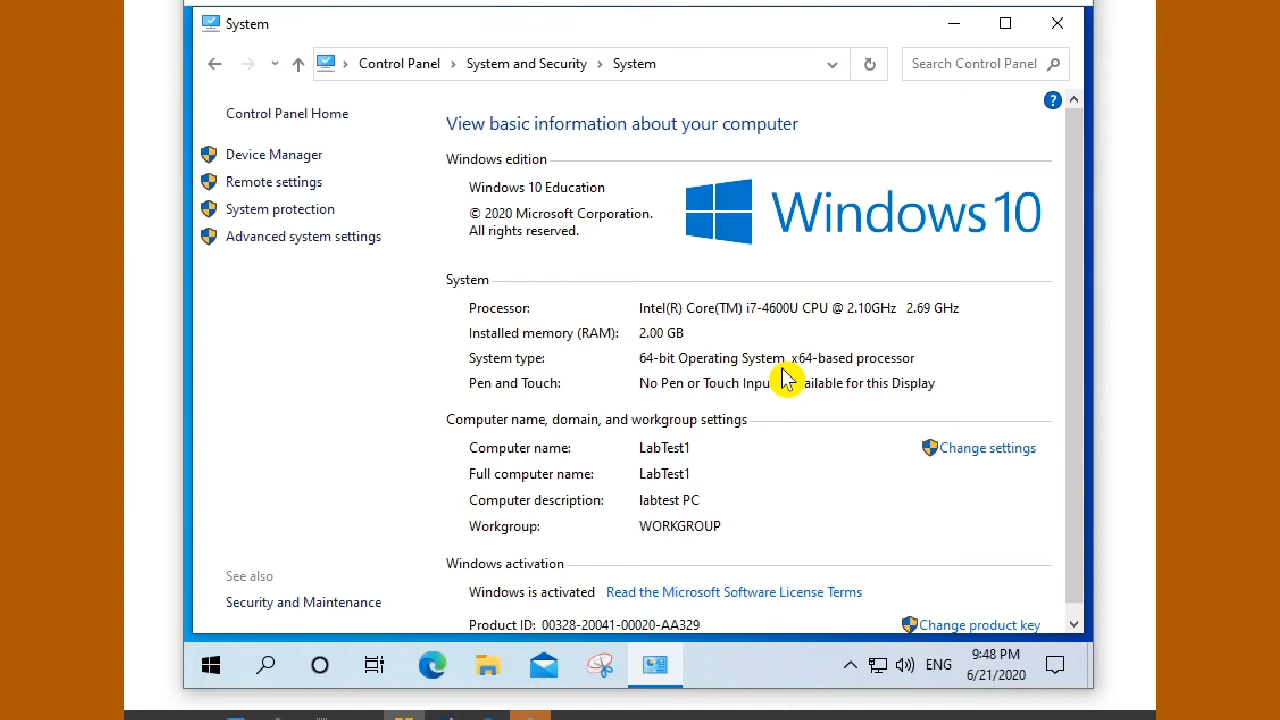 System
Control Panel > System and Security > System
Search Control Panel
Control Panel Home
Device Manager
Remote settings
System protection
Advanced system settings
See also
Security and Maintenance
?
View basic information about your computer
Windows edition
Windows 10 Education
© 2020 Microsoft Corporation.
All rights reserved.
Windows 10
System
Processor: Intel(R) Core(TM) i7-4600U CPU @ 2.10GHz 2.69 GHz
Installed memory (RAM): 2.00 GB
System type: 64-bit Operating System, x64-based processor
Pen and Touch: No Pen or Touch Input is available for this Display
Computer name, domain, and workgroup settings
Computer name: LabTest1
Change settings
Full computer name: LabTest1
Computer description: labtest PC
Workgroup: WORKGROUP
Windows activation
Windows is activated Read the Microsoft Software License Terms
Product ID: 00328-20041-00020-AA329
Change product key
ENG
9:48 PM
6/21/2020